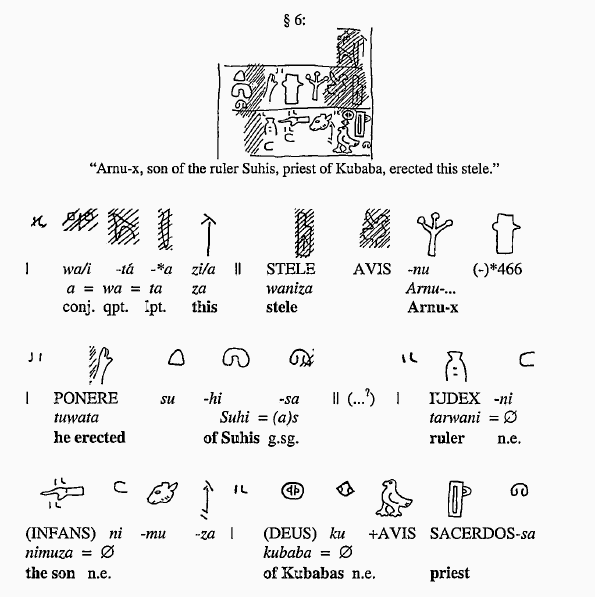 § 6:
“Arnu-x, son of the ruler Suhis, priest of Kubaba, erected this stele.”
| wa/i -tá -*a zi/a || STELE AVIS -nu (-)*466
a = wa = ta za waniza Arnu-...
conj. qpt. lpt. this stele Arnu-x
| PONERE su -hi -sa || (...?) | IUDEX -ni
tuwata Suhi = (a)s tarwani = Ø
he erected of Suhis g.sg. ruler n.e.
(INFANS) ni -mu -za | (DEUS) ku +AVIS SACERDOS-sa
nimuza = Ø kubaba = Ø
the son n.e. of Kubabas n.e. priest